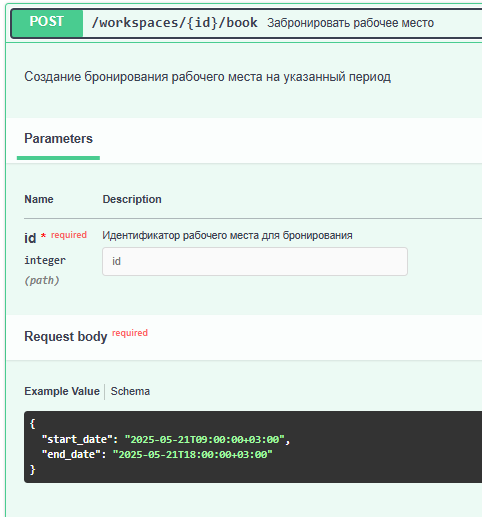 POST /workspaces/{id}/book Забронировать рабочее место
Создание бронирования рабочего места на указанный период
Parameters
Name Description
id * required Идентификатор рабочего места для бронирования
integer id
(path)
Request body required
Example Value Schema
{
"start_date": "2025-05-21T09:00:00+03:00",
"end_date": "2025-05-21T18:00:00+03:00"
}